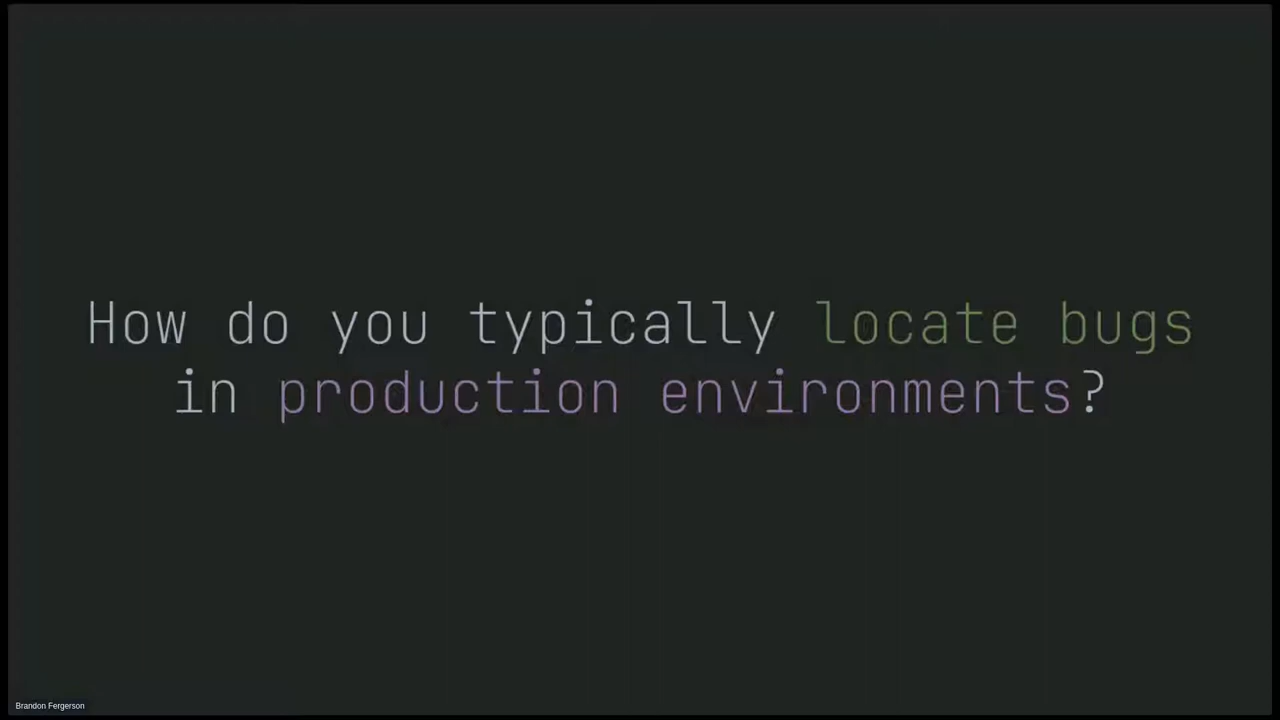 How do you typically locate bugs
in production environments?
Brandon Fergerson